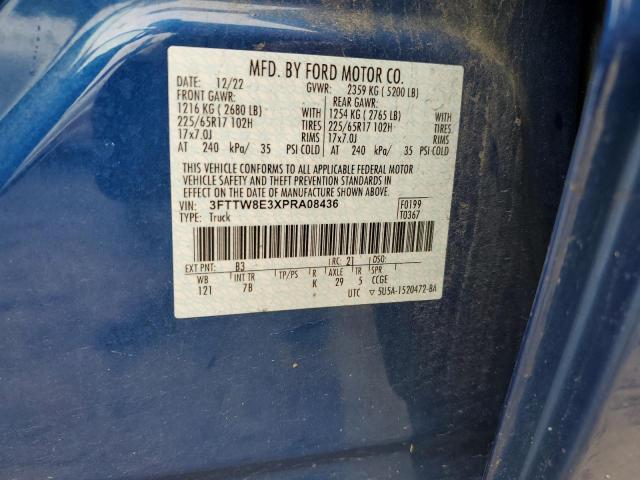 MFD. BY FORD MOTOR CO.
DATE: 12/22 GVWR: 2359 KG ( 5200 LB)
FRONT GAWR: REAR GAWR:
1216 KG ( 2680 LB) 1254 KG ( 2765 LB)
225/65R17 102H TIRES 225/65R17 102H TIRES
17x7.0J RIMS 17x7.0J RIMS
AT 240 kPa/ 35 PSI COLD AT 240 kPa/ 35 PSI COLD
THIS VEHICLE CONFORMS TO ALL APPLICABLE FEDERAL MOTOR
VEHICLE SAFETY AND THEFT PREVENTION STANDARDS IN
EFFECT ON THE DATE OF MANUFACTURE SHOWN ABOVE.
VIN: 3FTTW8E3XPRA08436 F0199
TYPE: Truck T0367
EXT PNT: B3 RC: 21 DSO:
WB INT TR TP/PS R AXLE TR SPR
121 7B K 29 5 CCGE
UTC ▽ 5U5A-1520472-BA